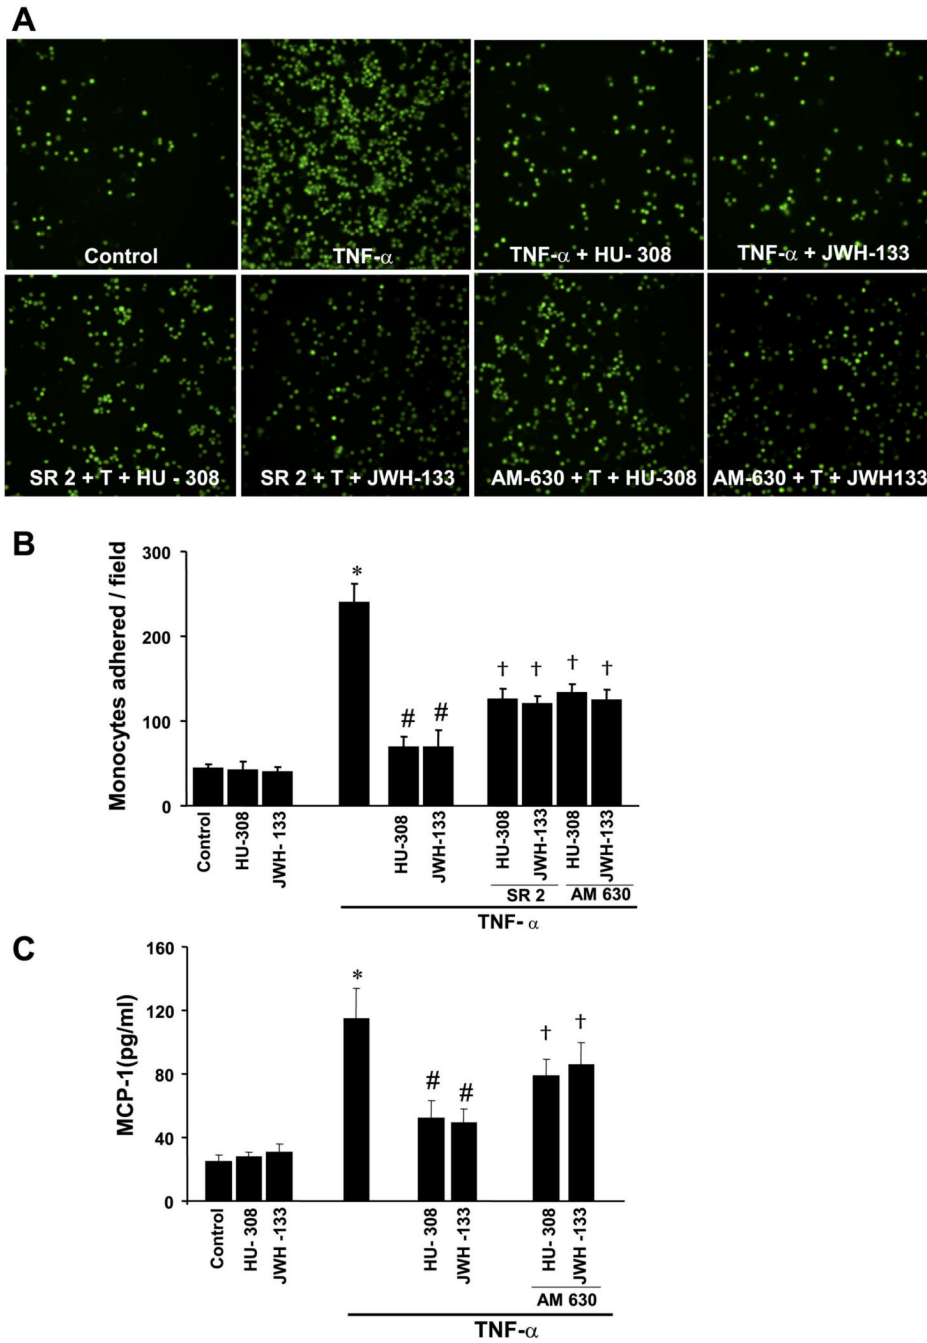 A
Control
TNF-α
TNF-α + HU- 308
TNF-α + JWH-133
SR 2 + T + HU - 308
SR 2 + T + JWH-133
AM-630 + T + HU-308
AM-630 + T + JWH133
B
Monocytes adhered / field
300
200
100
0
*
#
#
†
†
†
†
Control
HU-308
JWH- 133
HU-308
JWH-133
HU-308
JWH-133
HU-308
JWH-133
SR 2
AM 630
TNF- α
C
MCP-1(pg/ml)
160
120
80
40
0
*
#
#
†
†
Control
HU- 308
JWH -133
HU- 308
JWH -133
HU- 308
JWH -133
AM 630
TNF-α